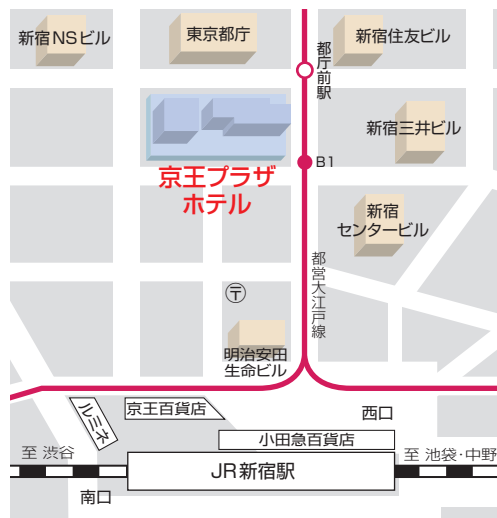 新宿NSビル
東京都庁
新宿住友ビル
都庁前駅
新宿三井ビル
B1
京王プラザ
ホテル
新宿
センタービル
都営大江戸線
〒
明治安田
生命ビル
ルミネ
京王百貨店
西口
小田急百貨店
至 渋谷
至 池袋・中野
JR新宿駅
南口